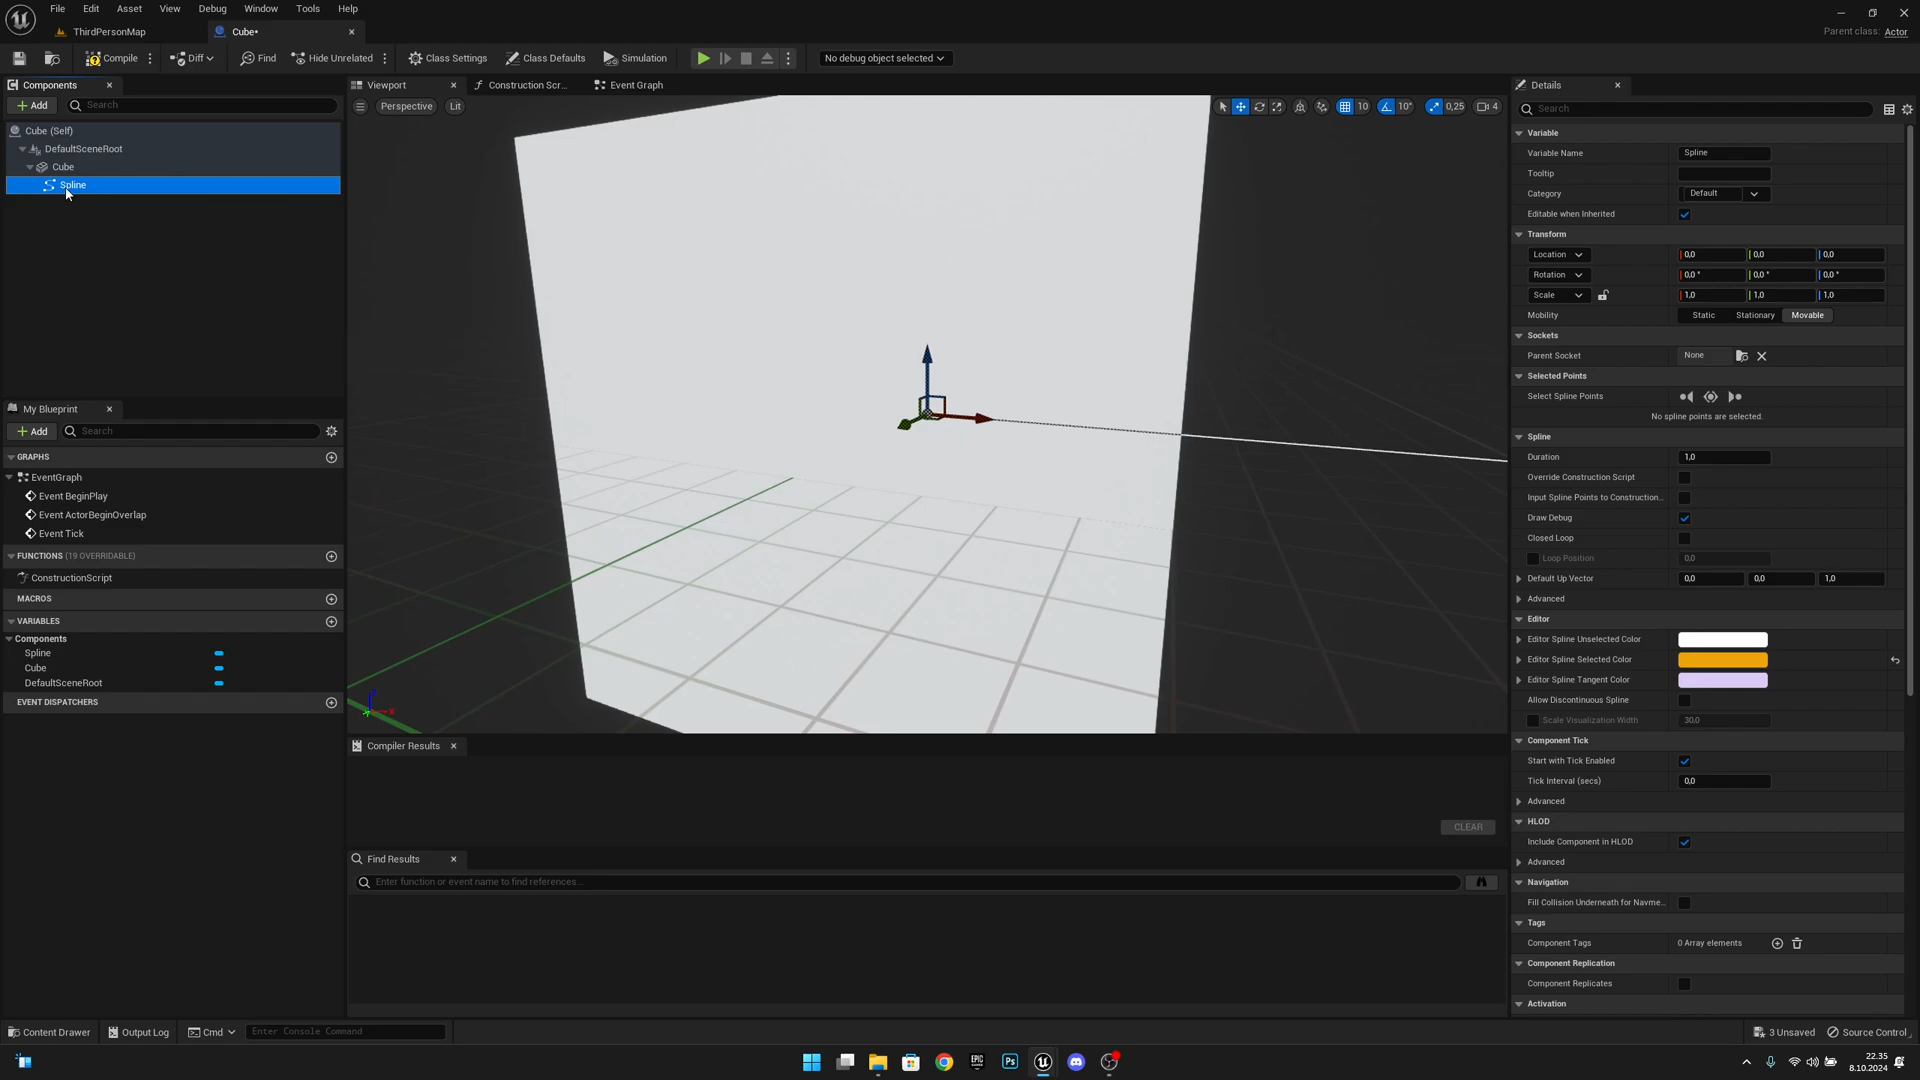 File Edit Asset View Debug Window Tools Help
ThirdPersonMap
Cube•
Parent class: Actor
Compile
Diff
Find
Hide Unrelated
Class Settings
Class Defaults
Simulation
No debug object selected
Components
Add
Search
Cube (Self)
DefaultSceneRoot
Cube
Spline
My Blueprint
Add
Search
GRAPHS
EventGraph
Event BeginPlay
Event ActorBeginOverlap
Event Tick
FUNCTIONS (19 OVERRIDABLE)
ConstructionScript
MACROS
VARIABLES
Components
Spline
Cube
DefaultSceneRoot
EVENT DISPATCHERS
Viewport
Construction Scr...
Event Graph
Perspective
Lit
10
10°
0,25
4
Z
X
Compiler Results
CLEAR
Find Results
Enter function or event name to find references...
Details
Search
Variable
Variable Name Spline
Tooltip
Category Default
Editable when Inherited
Transform
Location 0,0 0,0 0,0
Rotation 0,0 ° 0,0 ° 0,0 °
Scale 1,0 1,0 1,0
Mobility Static Stationary Movable
Sockets
Parent Socket None
Selected Points
Select Spline Points
No spline points are selected.
Spline
Duration 1,0
Override Construction Script
Input Spline Points to Construction...
Draw Debug
Closed Loop
Loop Position 0,0
Default Up Vector 0,0 0,0 1,0
Advanced
Editor
Editor Spline Unselected Color
Editor Spline Selected Color
Editor Spline Tangent Color
Allow Discontinuous Spline
Scale Visualization Width 30,0
Component Tick
Start with Tick Enabled
Tick Interval (secs) 0,0
Advanced
HLOD
Include Component in HLOD
Advanced
Navigation
Fill Collision Underneath for Navme...
Tags
Component Tags 0 Array elements
Component Replication
Component Replicates
Activation
Content Drawer
Output Log
Cmd
Enter Console Command
3 Unsaved
Source Control
EPIC GAMES
Ps
22.35
8.10.2024